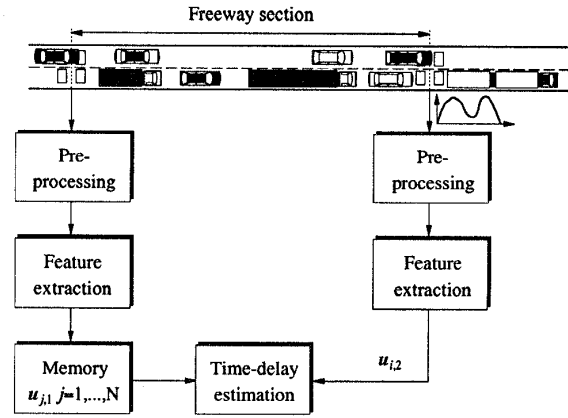 Freeway section
Pre-
processing
Pre-
processing
Feature
extraction
Feature
extraction
Memory
u_{j,1} j=1,...,N
Time-delay
estimation
u_{i,2}